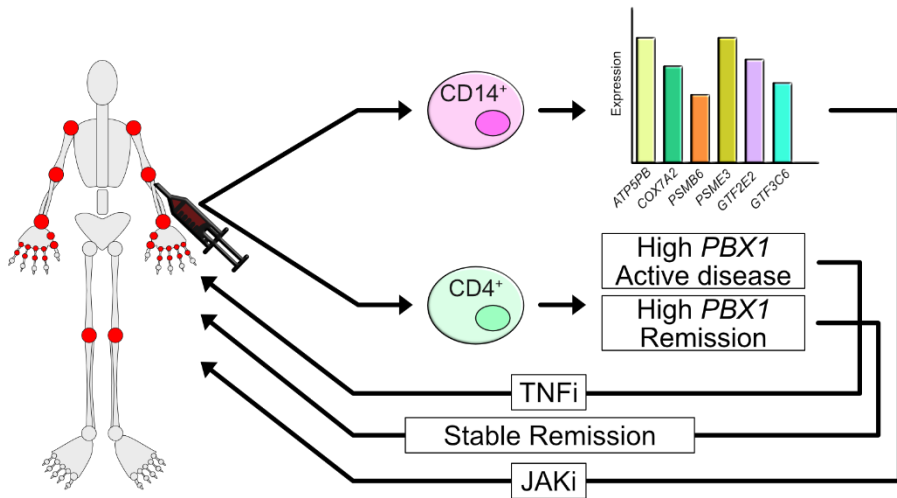 CD14⁺
Expression
ATP5PB
COX7A2
PSMB6
PSME3
GTF2E2
GTF3C6
CD4⁺
High PBX1
Active disease
High PBX1
Remission
TNFi
Stable Remission
JAKi